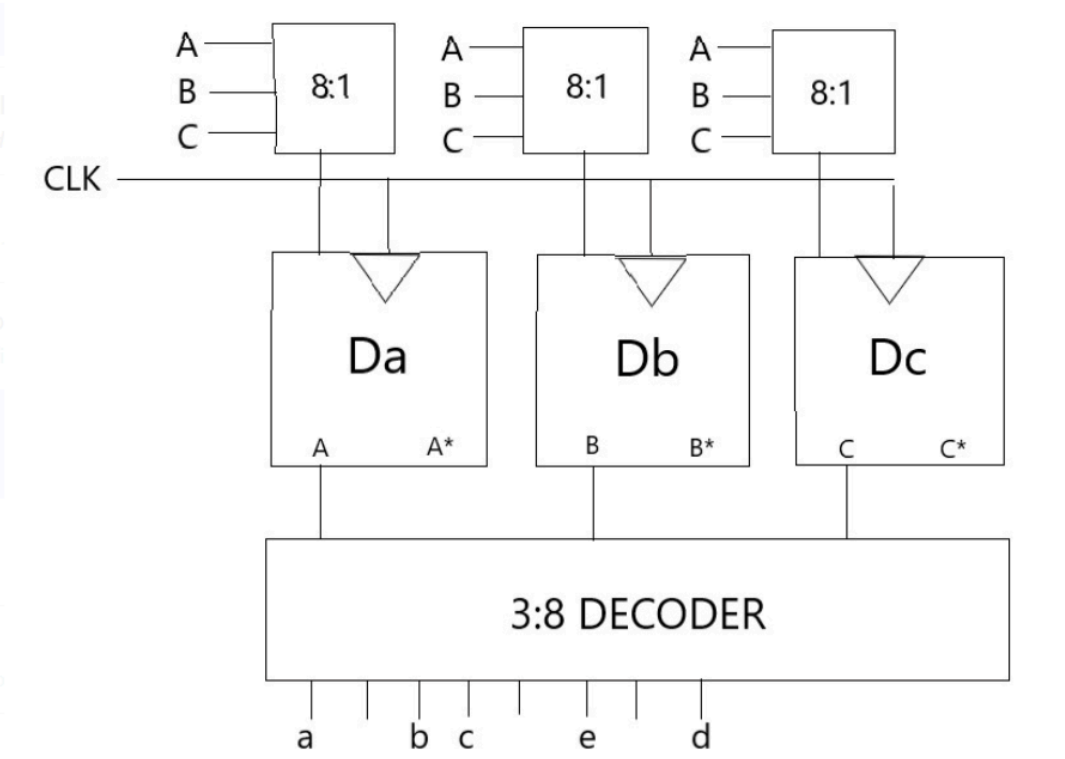 A A A
8:1 8:1 8:1
B B B
C C C
CLK
Da Db Dc
A A* B B* C C*
3:8 DECODER
a b c e d